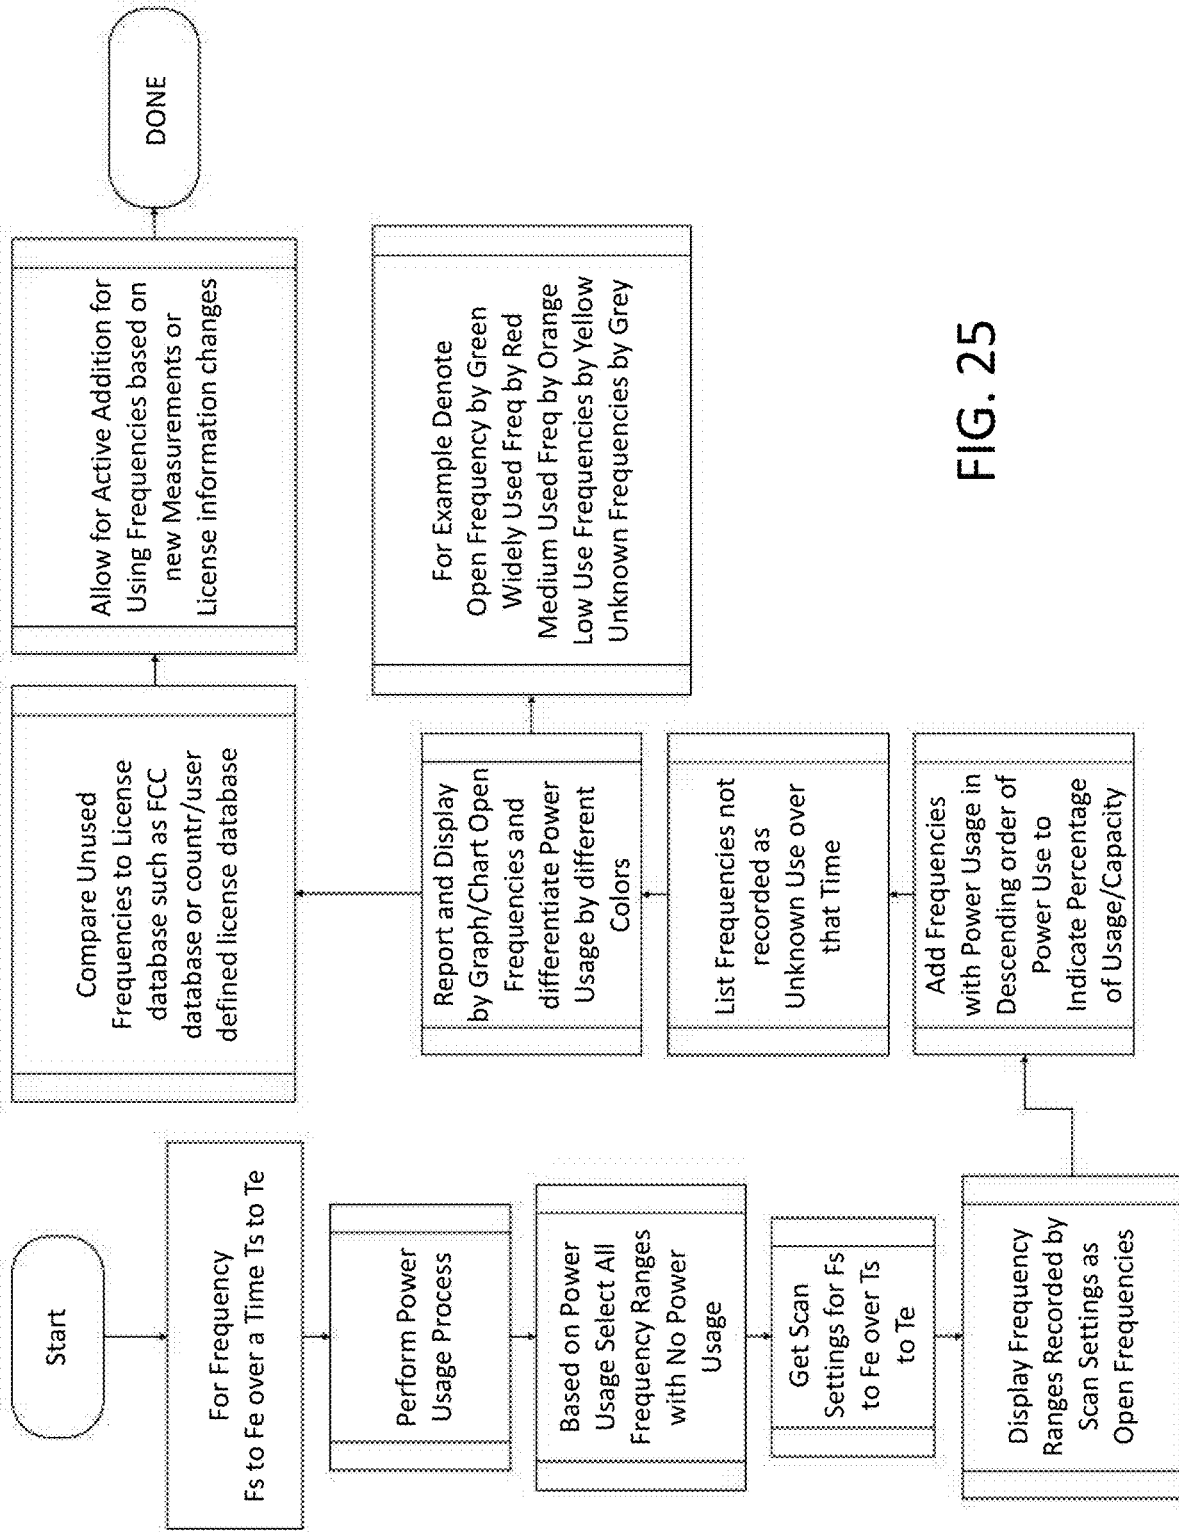 Start
For Frequency
Fs to Fe over a Time Ts to Te
Perform Power
Usage Process
Based on Power
Usage Select All
Frequency Ranges
with No Power
Usage
Get Scan
Settings for Fs
to Fe over Ts
to Te
Display Frequency
Ranges Recorded by
Scan Settings as
Open Frequencies
Add Frequencies
with Power Usage in
Descending order of
Power Use to
Indicate Percentage
of Usage/Capacity
List Frequencies not
recorded as
Unknown Use over
that Time
Report and Display
by Graph/Chart Open
Frequencies and
differentiate Power
Usage by different
Colors
For Example Denote
Open Frequency by Green
Widely Used Freq by Red
Medium Used Freq by Orange
Low Use Frequencies by Yellow
Unknown Frequencies by Grey
Compare Unused
Frequencies to License
database such as FCC
database or countr/user
defined license database
Allow for Active Addition for
Using Frequencies based on
new Measurements or
License information changes
DONE
FIG. 25